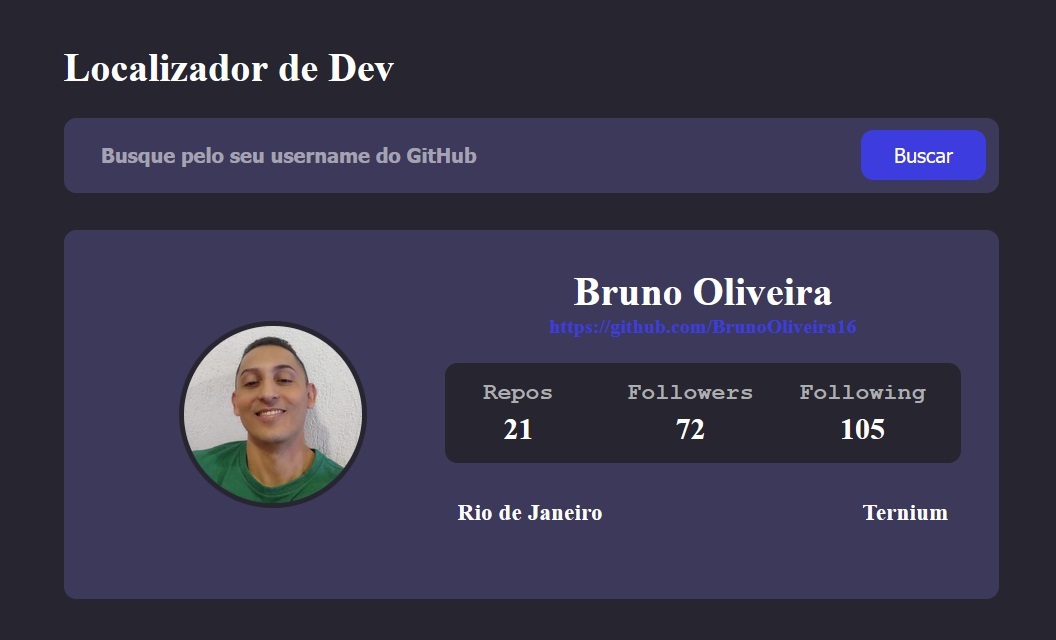 Localizador de Dev
Busque pelo seu username do GitHub
Buscar
Bruno Oliveira
https://github.com/BrunoOliveira16
Repos Followers Following
21 72 105
Rio de Janeiro Ternium